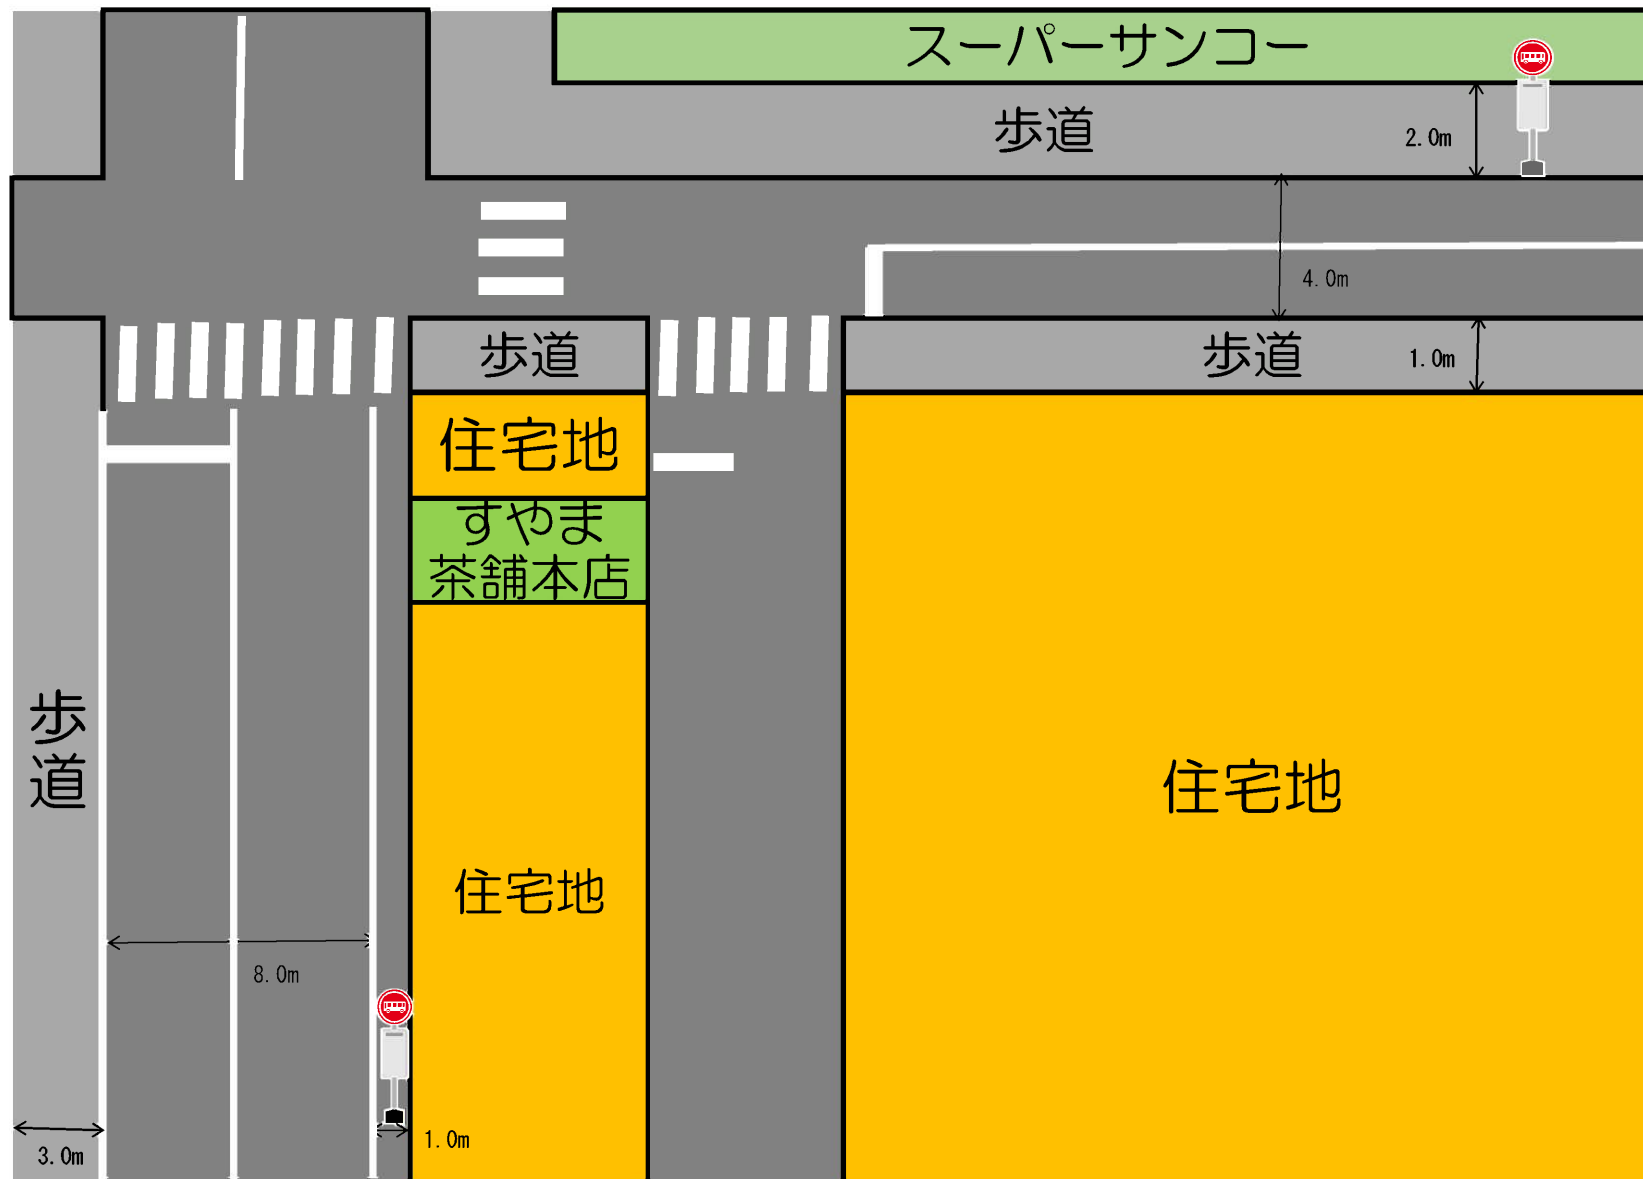 スーパーサンコー
歩道
2.0m
4.0m
歩道
歩道
1.0m
住宅地
すやま
茶舗本店
歩道
住宅地
住宅地
8.0m
1.0m
3.0m